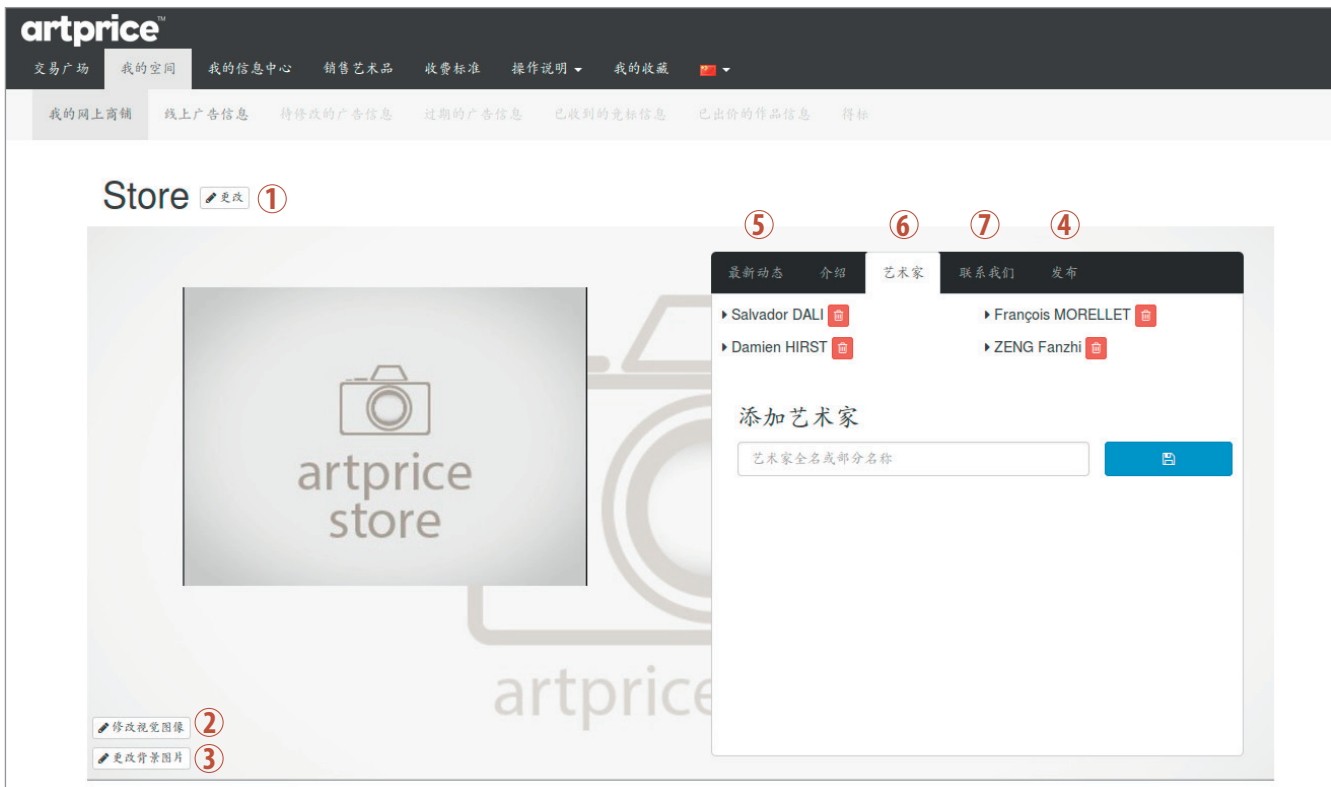 artprice™
交易广场 我的空间 我的信息中心 销售艺术品 收费标准 操作说明 我的收藏
我的网上商铺 线上广告信息 待修改的广告信息 过期的广告信息 已收到的竞标信息 已出价的作品信息 得标
Store 更改 ①
⑤ ⑥ ⑦ ④
最新动态 介绍 艺术家 联系我们 发布
Salvador DALI François MORELLET
Damien HIRST ZENG Fanzhi
添加艺术家
艺术家全名或部分名称
artprice
store
artprice
修改视觉图像 ②
更改背景图片 ③